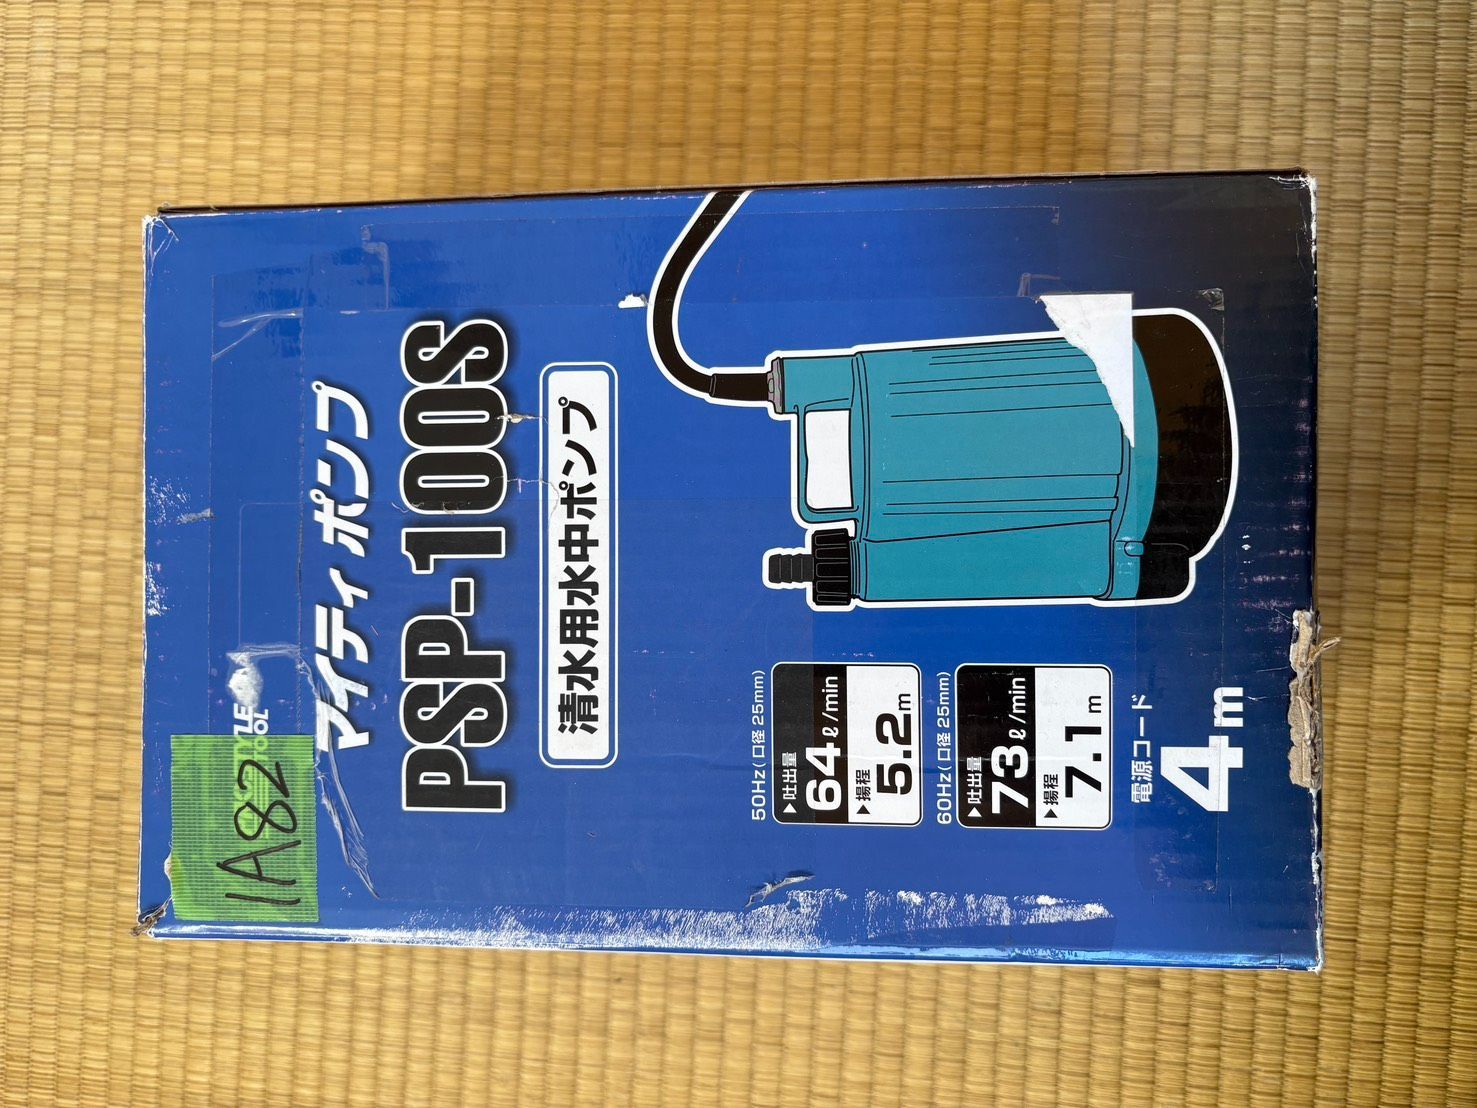 11A82
マイティポンプ
PSP-100S
清水用水中ポンプ
50Hz(口径25mm)
▶吐出量
64ℓ/min
▶揚程
5.2m
60Hz(口径25mm)
▶吐出量
73ℓ/min
▶揚程
7.1m
電源コード
4m